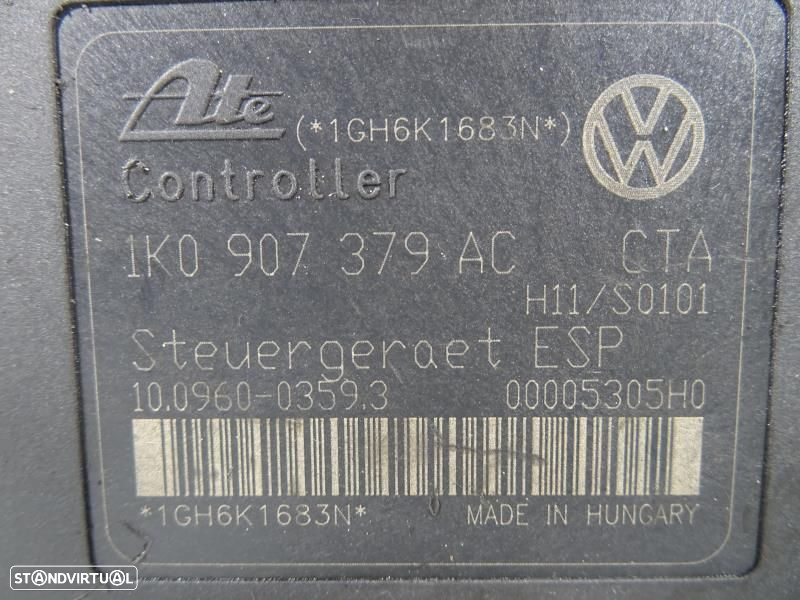 Ate (*1GH6K1683N*)
Controller
1K0 907 379 AC CTA
H11/S0101
Steuergeraet ESP
10.0960-0359.3 00005305H0
*1GH6K1683N* MADE IN HUNGARY
STANDVIRTUAL